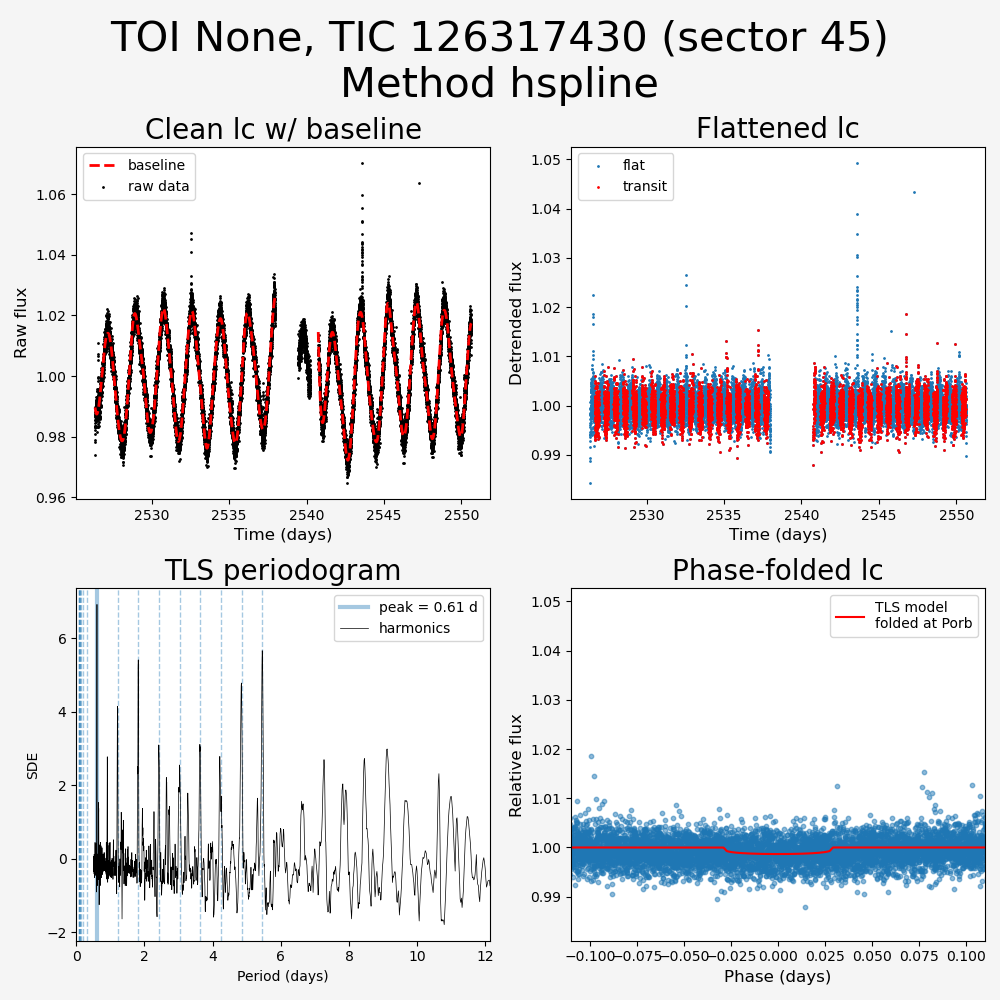 TOI None, TIC 126317430 (sector 45)
Method hspline
Clean lc w/ baseline
Flattened lc
baseline
raw data
flat
transit
Raw flux
Detrended flux
1.06
1.04
1.02
1.00
0.98
0.96
1.05
1.04
1.03
1.02
1.01
1.00
0.99
2530 2535 2540 2545 2550
2530 2535 2540 2545 2550
Time (days)
Time (days)
TLS periodogram
Phase-folded lc
peak = 0.61 d
harmonics
TLS model
folded at Porb
SDE
Relative flux
6
4
2
0
−2
1.05
1.04
1.03
1.02
1.01
1.00
0.99
0 2 4 6 8 10 12
−0.100 −0.075 −0.050 −0.025 0.000 0.025 0.050 0.075 0.100
Period (days)
Phase (days)